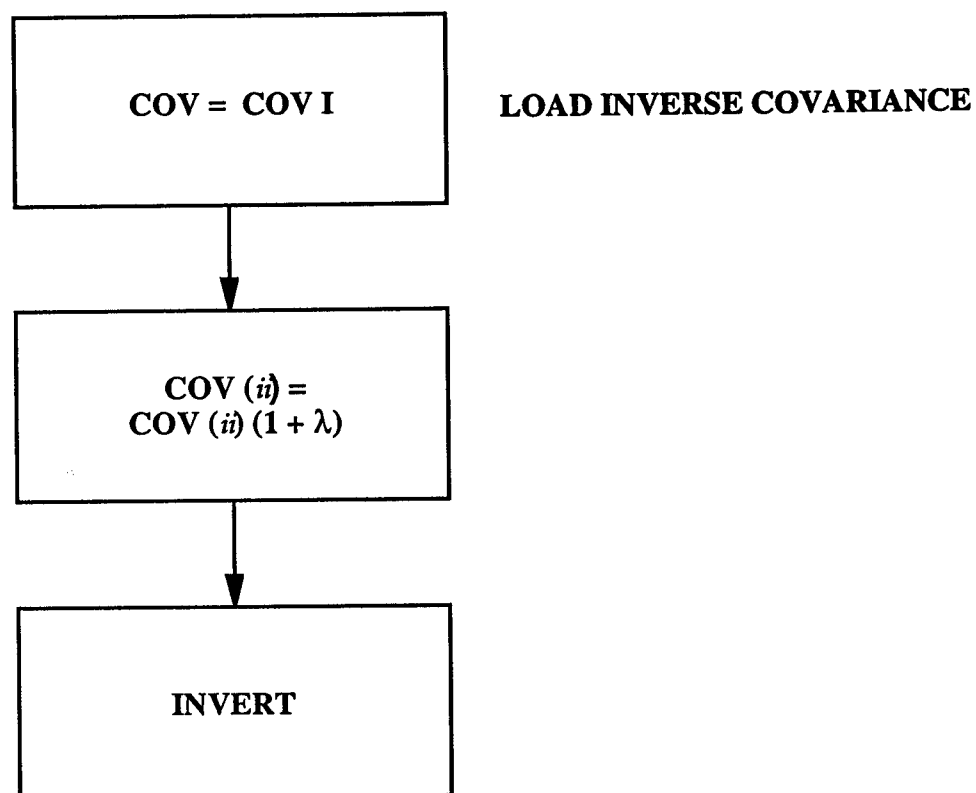 COV = COV I
LOAD INVERSE COVARIANCE
COV (ii) =
COV (ii) (1 + λ)
INVERT